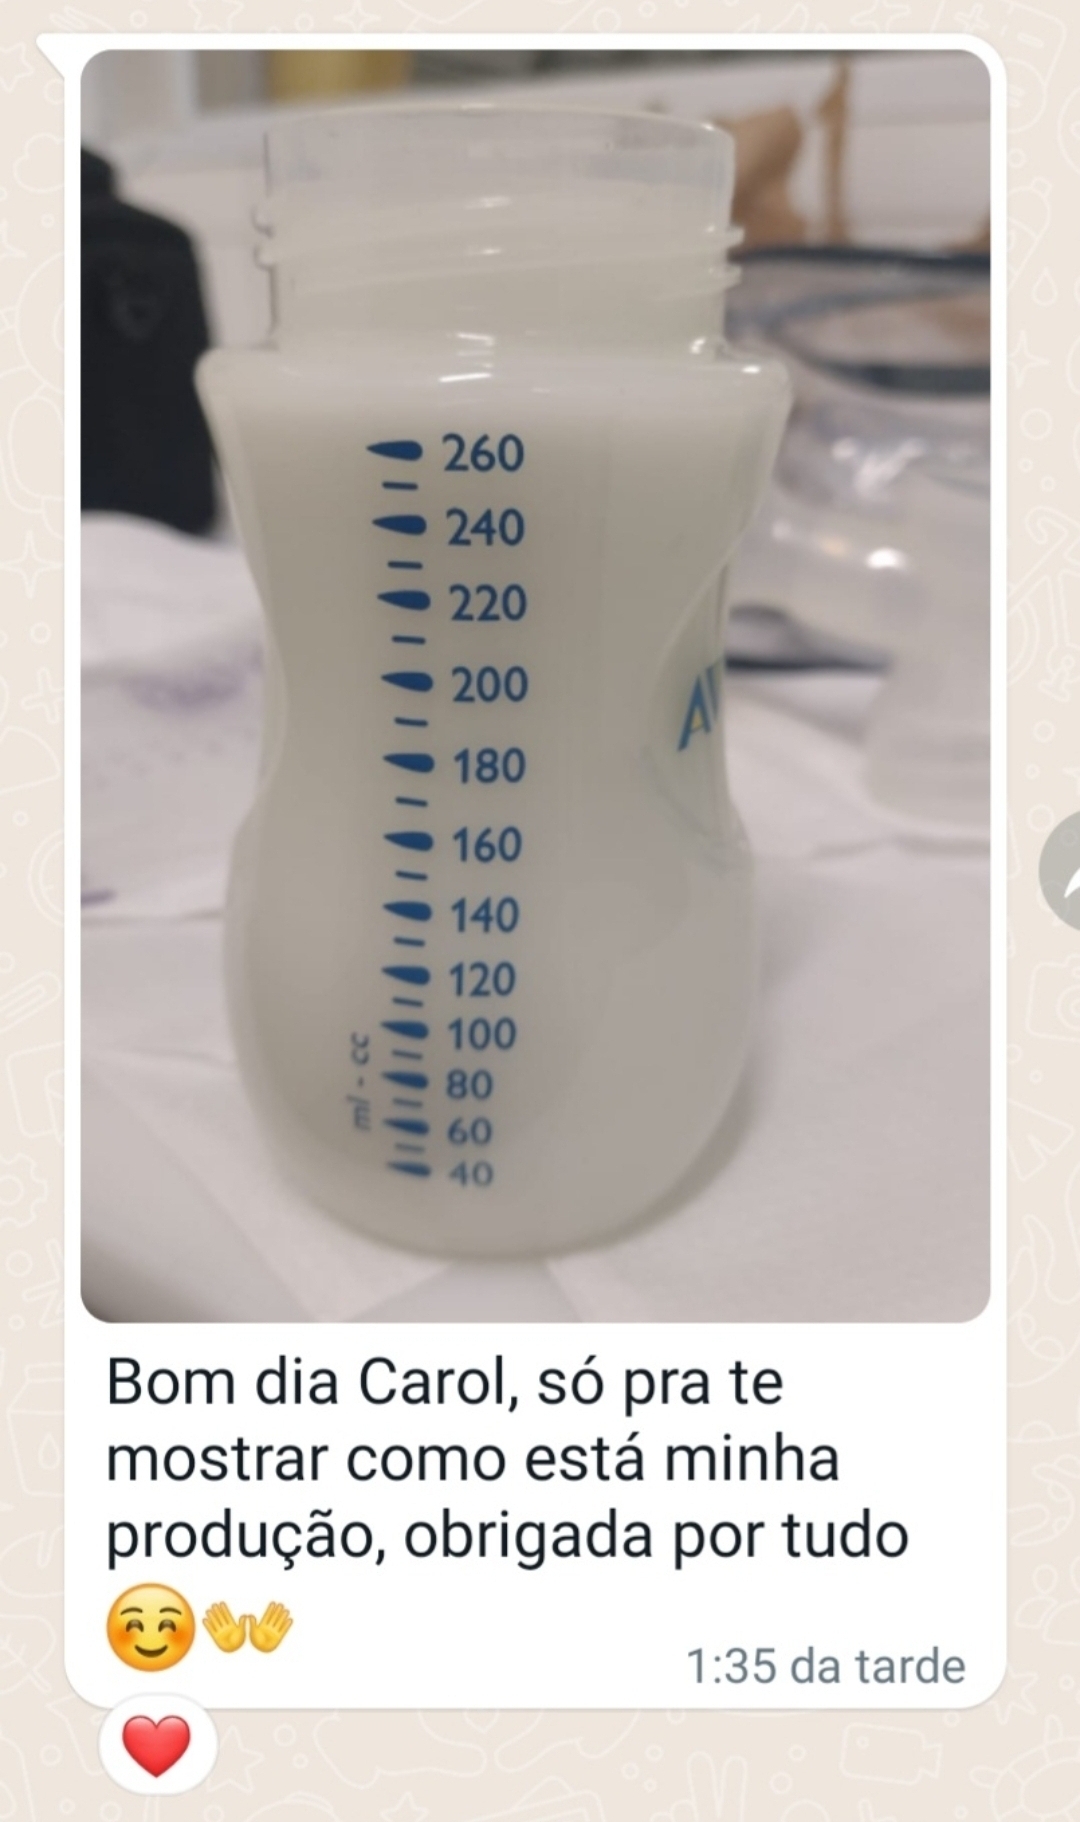 260
240
220
200
180
160
140
120
100
80
60
40
ml - cc
Bom dia Carol, só pra te
mostrar como está minha
produção, obrigada por tudo
☺️👐
1:35 da tarde